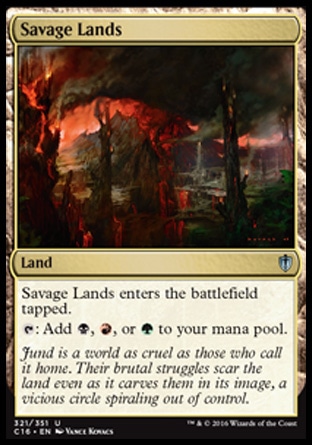 Savage Lands
Land
Savage Lands enters the battlefield
tapped.
: Add , , or to your mana pool.
Jund is a world as cruel as those who call
it home. Their brutal struggles scar the
land even as it carves them in its image, a
vicious circle spiraling out of control.
321/351 U
C16 • EN Vance Kovacs
™ & © 2016 Wizards of the Coast